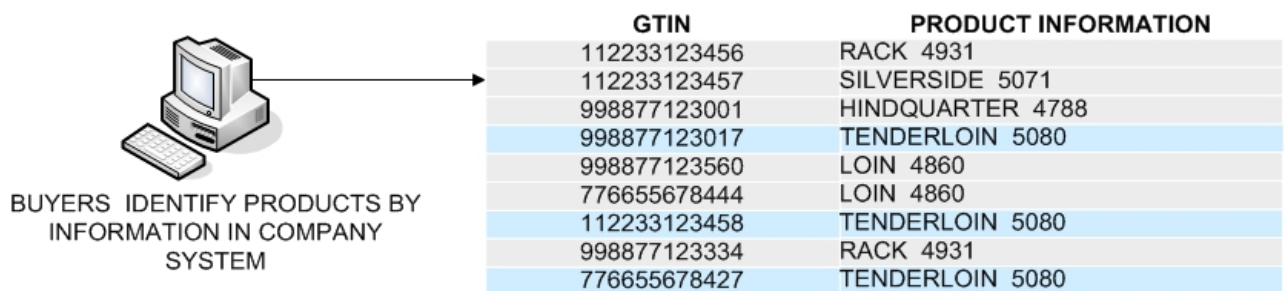 GTIN PRODUCT INFORMATION
112233123456 RACK 4931
112233123457 SILVERSIDE 5071
998877123001 HINDQUARTER 4788
998877123017 TENDERLOIN 5080
998877123560 LOIN 4860
776655678444 LOIN 4860
112233123458 TENDERLOIN 5080
998877123334 RACK 4931
776655678427 TENDERLOIN 5080
BUYERS IDENTIFY PRODUCTS BY
INFORMATION IN COMPANY
SYSTEM